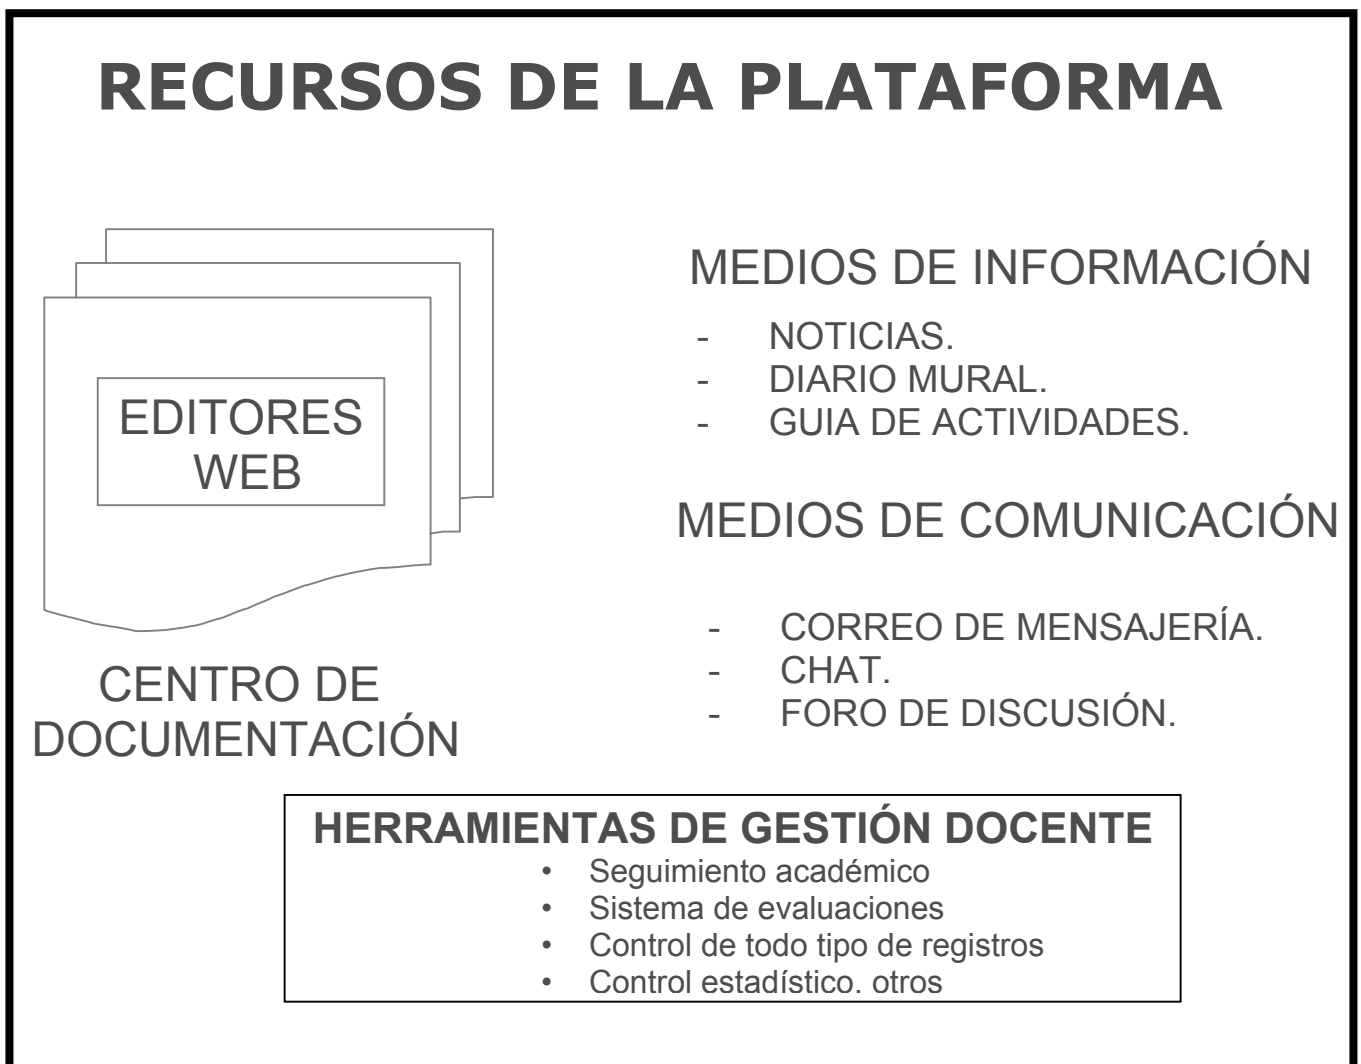 RECURSOS DE LA PLATAFORMA
EDITORES
WEB
CENTRO DE
DOCUMENTACIÓN
MEDIOS DE INFORMACIÓN
- NOTICIAS.
- DIARIO MURAL.
- GUIA DE ACTIVIDADES.
MEDIOS DE COMUNICACIÓN
- CORREO DE MENSAJERÍA.
- CHAT.
- FORO DE DISCUSIÓN.
HERRAMIENTAS DE GESTIÓN DOCENTE
• Seguimiento académico
• Sistema de evaluaciones
• Control de todo tipo de registros
• Control estadístico. otros